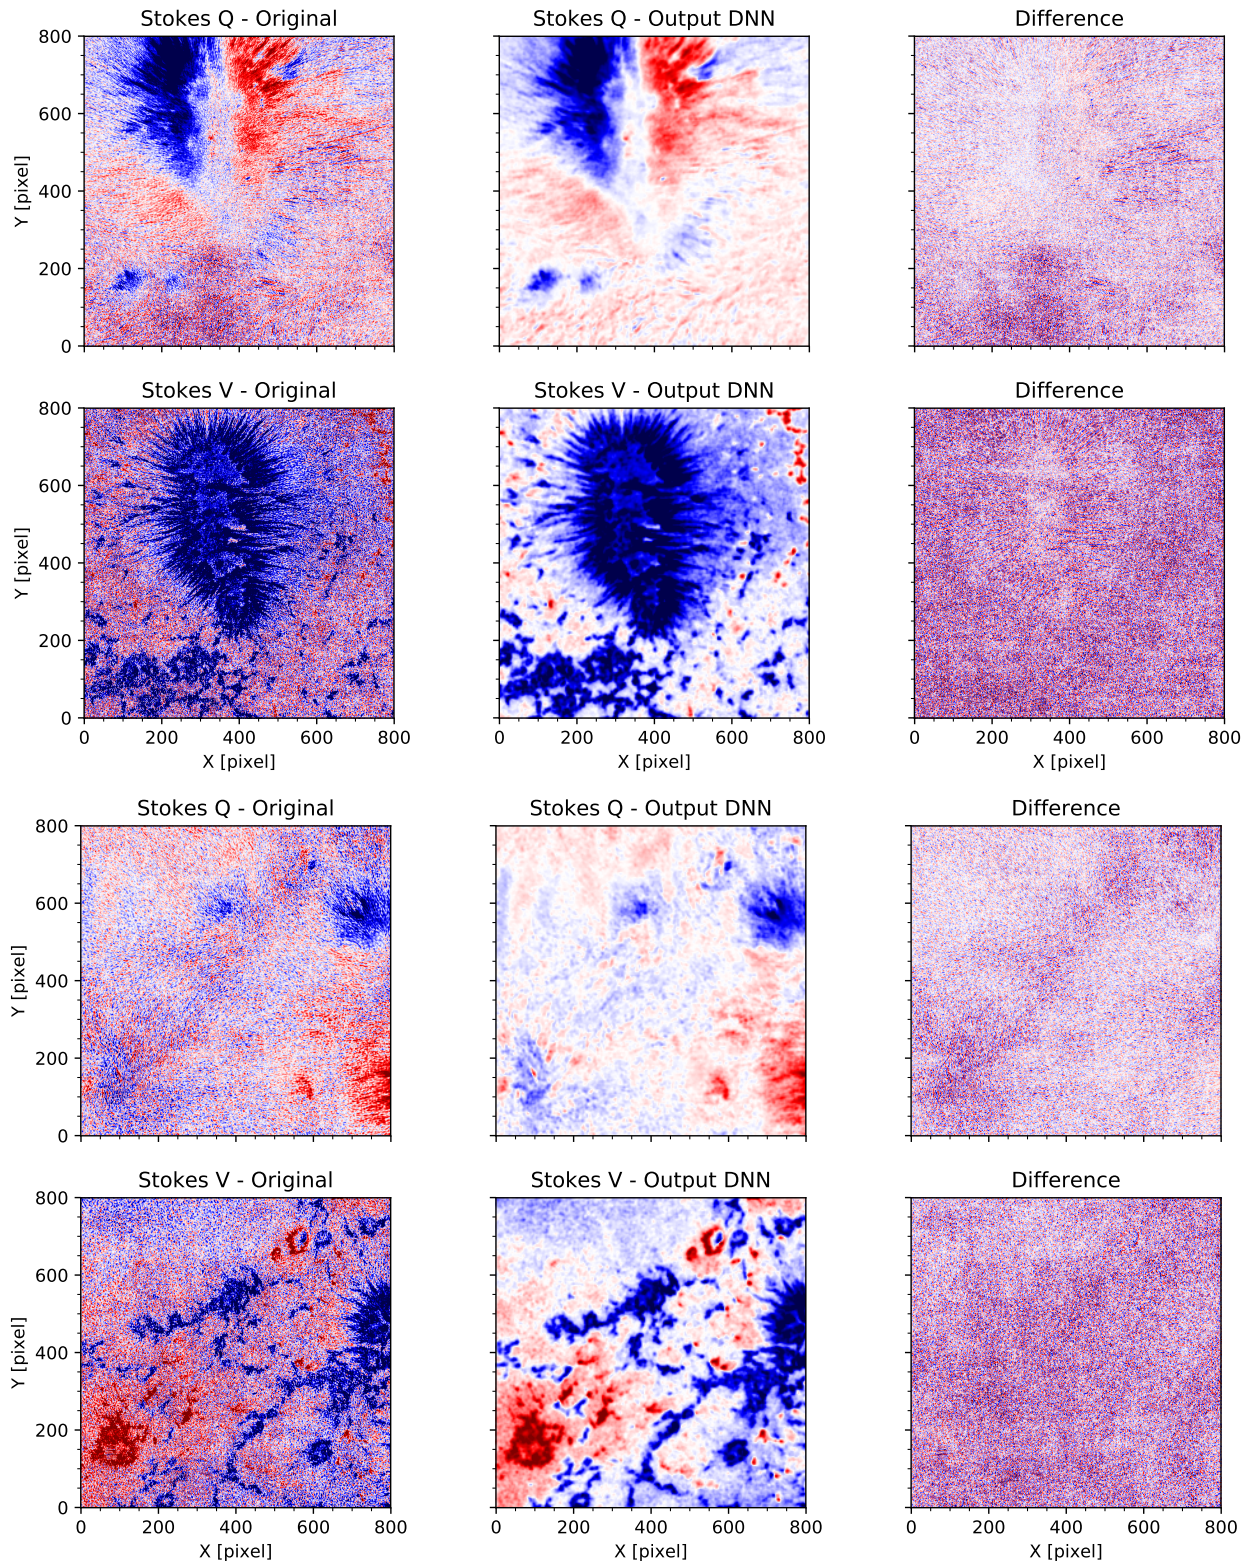 Stokes Q - Original Stokes Q - Output DNN Difference
800
600
400
200
0
Y [pixel]
Stokes V - Original Stokes V - Output DNN Difference
800
600
400
200
0
Y [pixel]
0 200 400 600 800 0 200 400 600 800 0 200 400 600 800
X [pixel] X [pixel] X [pixel]
Stokes Q - Original Stokes Q - Output DNN Difference
800
600
400
200
0
Y [pixel]
Stokes V - Original Stokes V - Output DNN Difference
800
600
400
200
0
Y [pixel]
0 200 400 600 800 0 200 400 600 800 0 200 400 600 800
X [pixel] X [pixel] X [pixel]